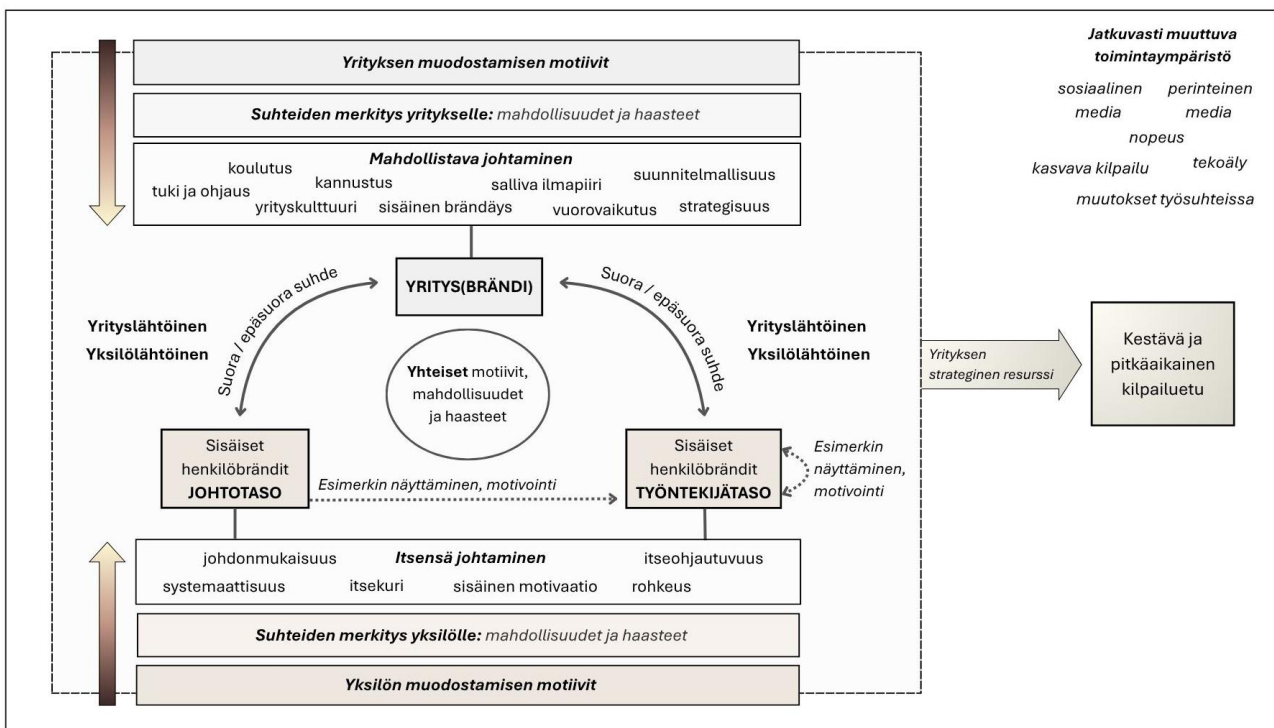 Yrityksen muodostamisen motiivit
Suhteiden merkitys yritykselle: mahdollisuudet ja haasteet
Mahdollistava johtaminen
koulutus
tuki ja ohjaus
kannustus
yrityskulttuuri
sisäinen brändäys
salliva ilmapiiri
vuorovaikutus
suunnitelmallisuus
strategisuus
Jatkuvasti muuttuva
toimintaympäristö
sosiaalinen
media
perinteinen
media
nopeus
kasvava kilpailu
tekoäly
muutokset työsuhteissa
YRITYS(BRÄNDI)
Suora / epäsuora suhde
Suora / epäsuora suhde
Yrityslähtöinen
Yksilölähtöinen
Yhteiset motiivit,
mahdollisuudet
ja haasteet
Yrityslähtöinen
Yksilölähtöinen
Yrityksen
strateginen resurssi
Kestävä ja
pitkäaikainen
kilpailuetu
Sisäiset
henkilöbrändit
JOHTOTASO
Esimerkin näyttäminen, motivointi
Sisäiset
henkilöbrändit
TYÖNTEKIJÄTASO
Esimerkin
näyttäminen,
motivointi
Itsensä johtaminen
johdonmukaisuus
itseohjautuvuus
systemaattisuus
itsekuri
sisäinen motivaatio
rohkeus
Suhteiden merkitys yksilölle: mahdollisuudet ja haasteet
Yksilön muodostamisen motiivit